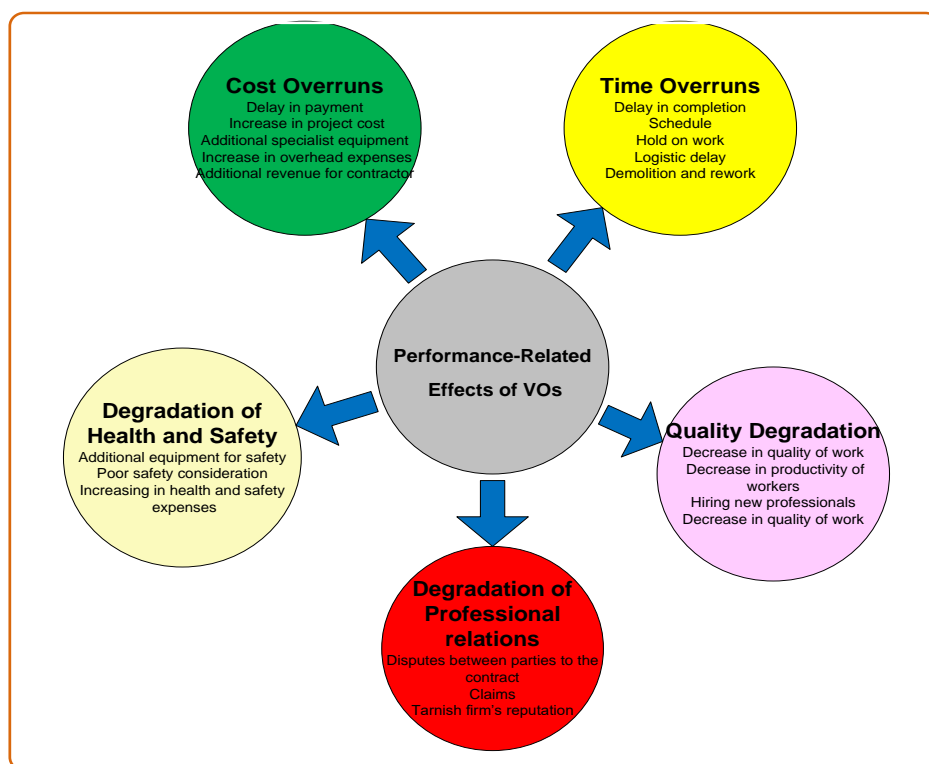 Cost Overruns
Delay in payment
Increase in project cost
Additional specialist equipment
Increase in overhead expenses
Additional revenue for contractor
Time Overruns
Delay in completion
Schedule
Hold on work
Logistic delay
Demolition and rework
Performance-Related
Effects of VOs
Degradation of
Health and Safety
Additional equipment for safety
Poor safety consideration
Increasing in health and safety
expenses
Quality Degradation
Decrease in quality of work
Decrease in productivity of
workers
Hiring new professionals
Decrease in quality of work
Degradation of
Professional
relations
Disputes between parties to the
contract
Claims
Tarnish firm's reputation